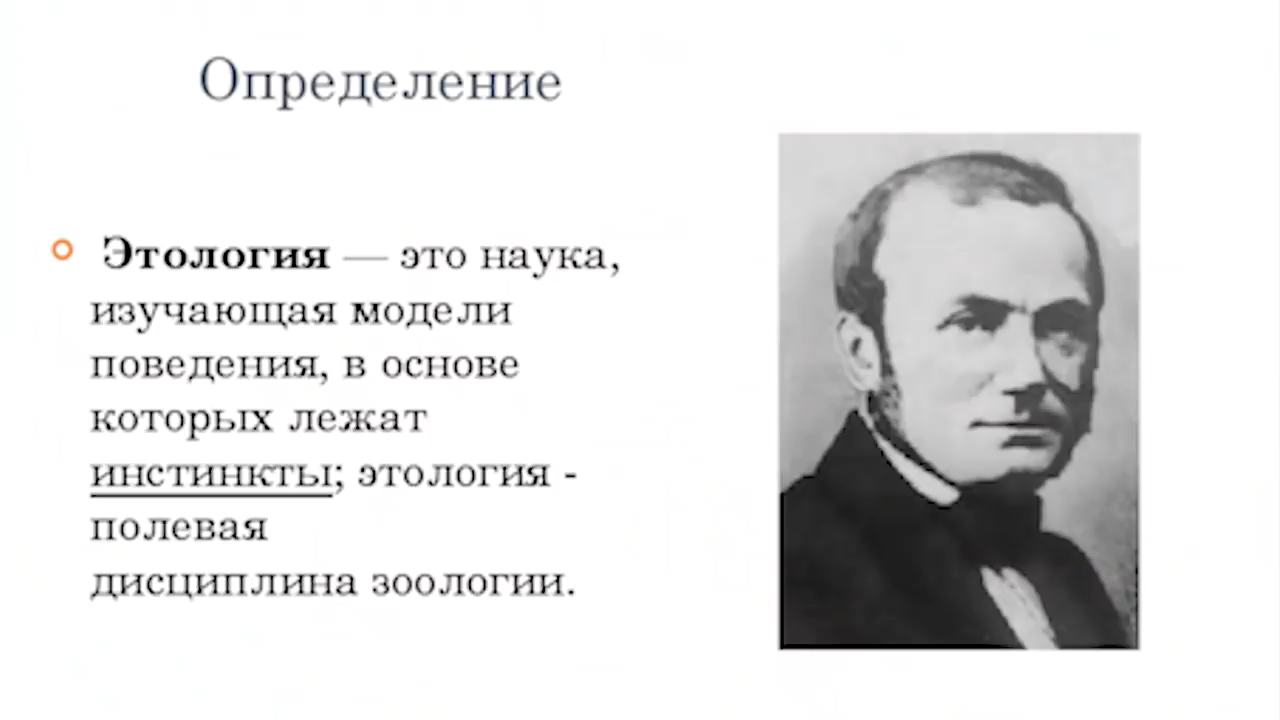 Определение
Этология — это наука,
изучающая модели
поведения, в основе
которых лежат
инстинкты; этология -
полевая
дисциплина зоологии.